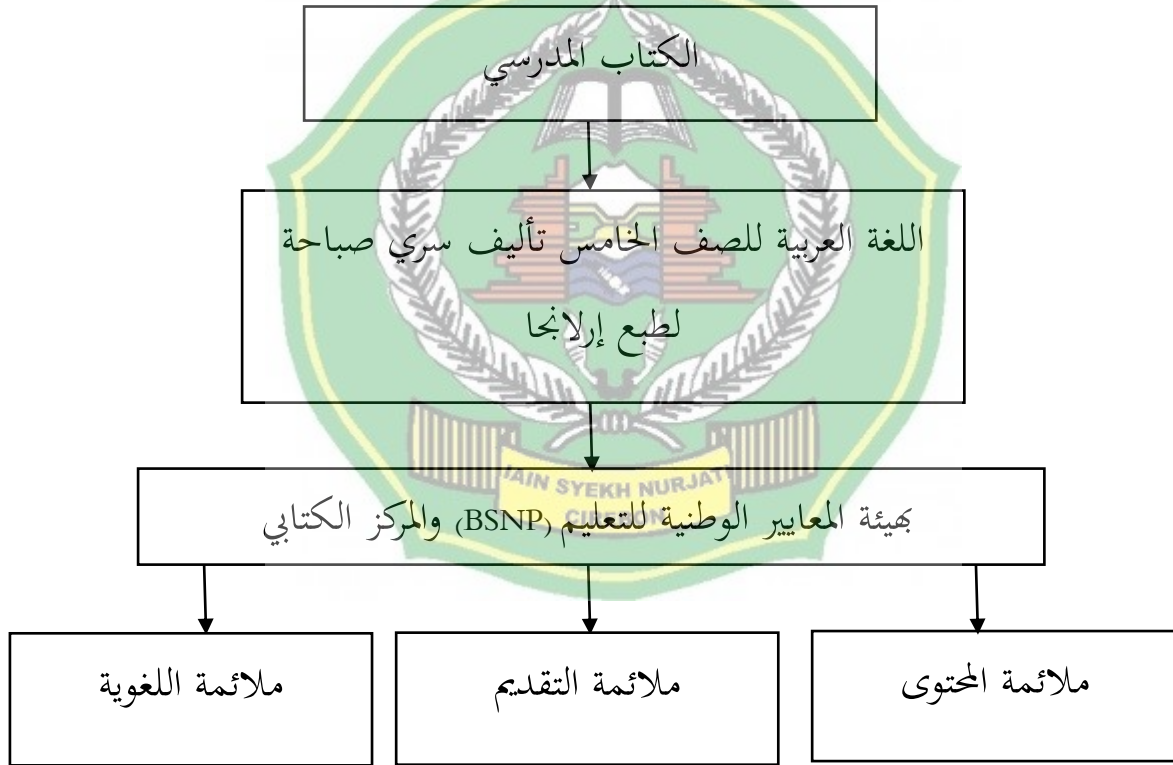 الكتاب المدرسي
اللغة العربية للصف الخامس تأليف سري صباحة
لطبع إرلانجا
IAIN SYEKH NURJATI
CIREBON
بهيئة المعايير الوطنية للتعليم (BSNP) والمركز الكتابي
ملائمة المحتوى
ملائمة التقديم
ملائمة اللغوية